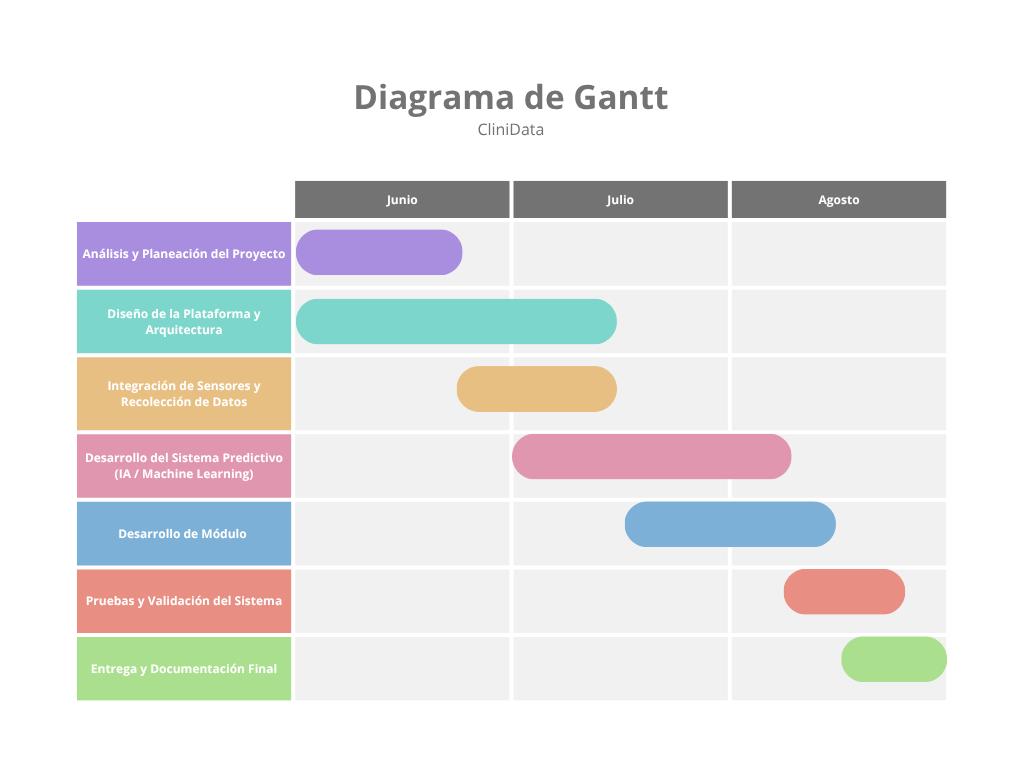 Diagrama de Gantt
CliniData
Junio
Julio
Agosto
Análisis y Planeación del Proyecto
Diseño de la Plataforma y
Arquitectura
Integración de Sensores y
Recolección de Datos
Desarrollo del Sistema Predictivo
(IA / Machine Learning)
Desarrollo de Módulo
Pruebas y Validación del Sistema
Entrega y Documentación Final